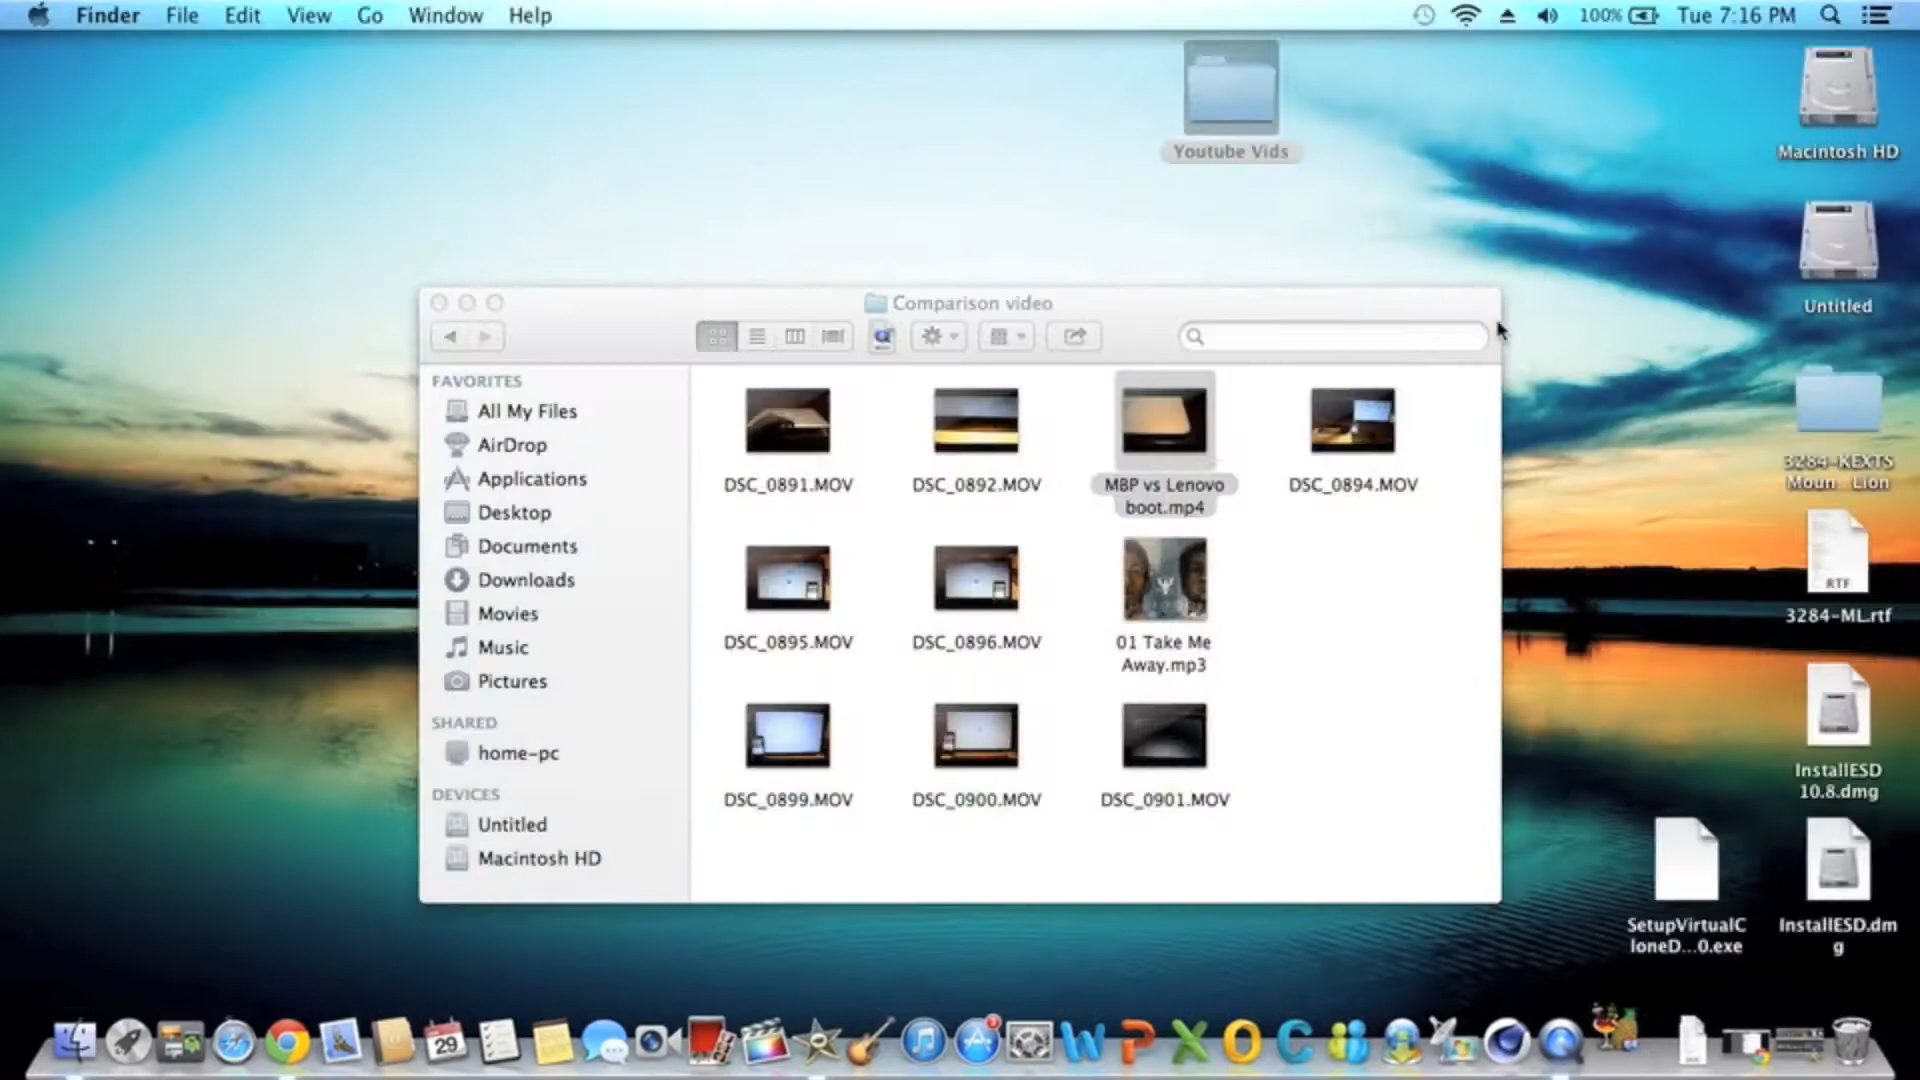 Finder File Edit View Go Window Help 100% Tue 7:16 PM
Youtube Vids
Macintosh HD
Untitled
3284-KEXTS
Moun...Lion
RTF
3284-ML.rtf
InstallESD
10.8.dmg
SetupVirtualC
loneD...0.exe
InstallESD.dm
g
Comparison video
FAVORITES
All My Files
AirDrop
Applications
Desktop
Documents
Downloads
Movies
Music
Pictures
SHARED
home-pc
DEVICES
Untitled
Macintosh HD
DSC_0891.MOV
DSC_0892.MOV
MBP vs Lenovo
boot.mp4
DSC_0894.MOV
DSC_0895.MOV
DSC_0896.MOV
01 Take Me
Away.mp3
DSC_0899.MOV
DSC_0900.MOV
DSC_0901.MOV
29